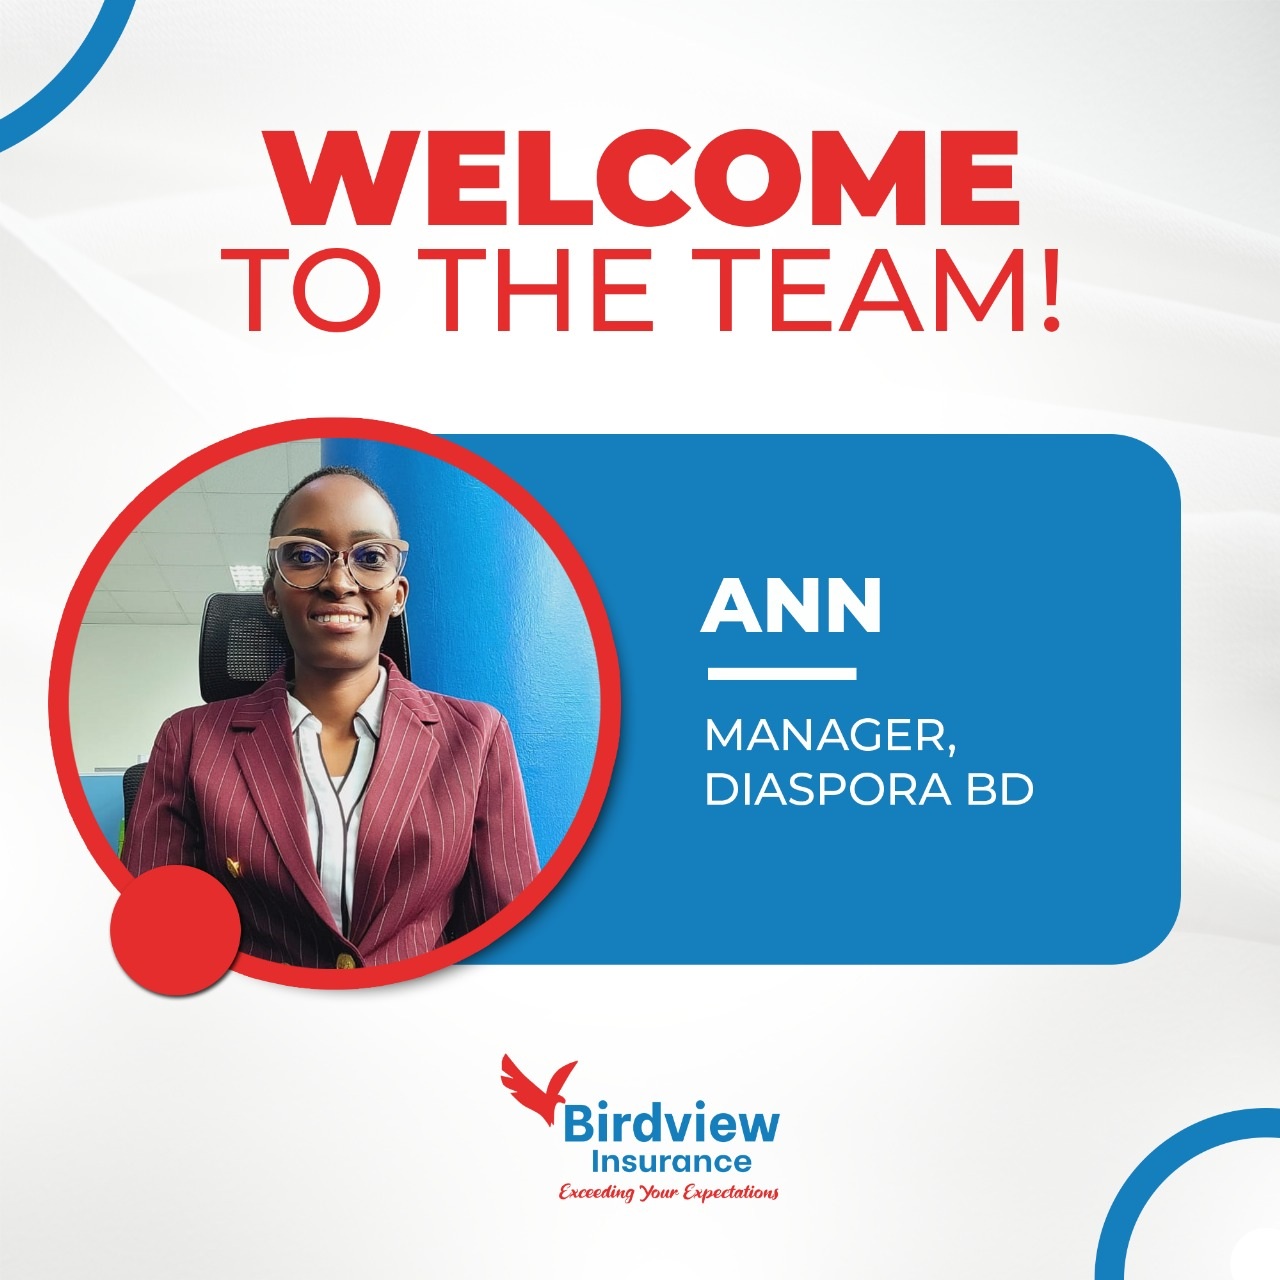 WELCOME
TO THE TEAM!
ANN
MANAGER,
DIASPORA BD
Birdview
Insurance
Exceeding Your Expectations